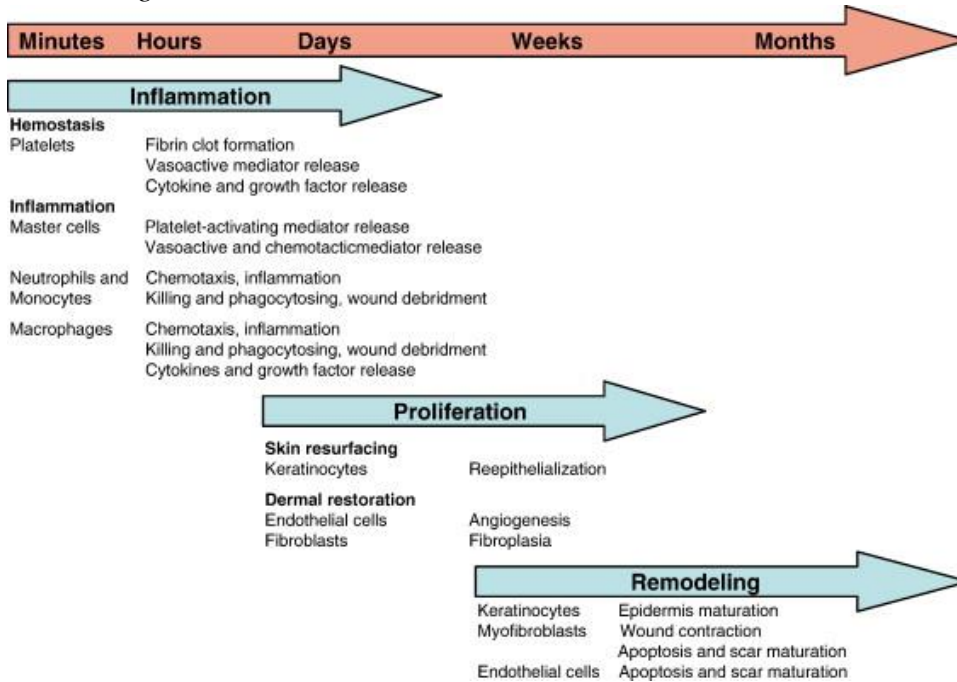 Minutes Hours Days Weeks Months
Inflammation
Hemostasis
Platelets Fibrin clot formation
Vasoactive mediator release
Cytokine and growth factor release
Inflammation
Master cells Platelet-activating mediator release
Vasoactive and chemotacticmediator release
Neutrophils and Chemotaxis, inflammation
Monocytes Killing and phagocytosing, wound debridment
Macrophages Chemotaxis, inflammation
Killing and phagocytosing, wound debridment
Cytokines and growth factor release
Proliferation
Skin resurfacing
Keratinocytes Reepithelialization
Dermal restoration
Endothelial cells Angiogenesis
Fibroblasts Fibroplasia
Remodeling
Keratinocytes Epidermis maturation
Myofibroblasts Wound contraction
Apoptosis and scar maturation
Endothelial cells Apoptosis and scar maturation